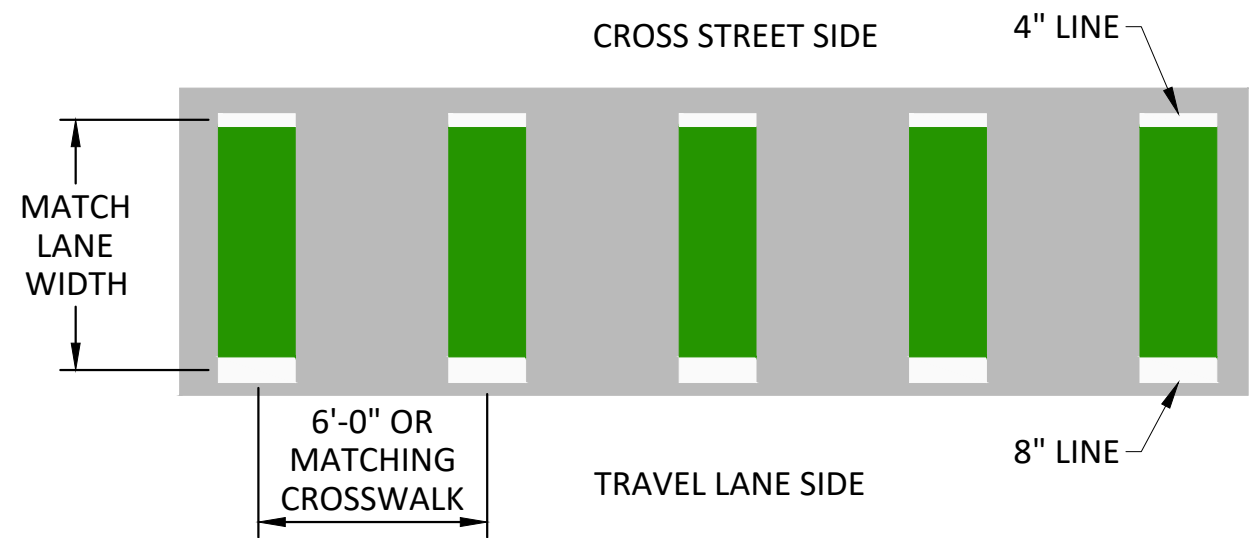 CROSS STREET SIDE
4" LINE
MATCH
LANE
WIDTH
6'-0" OR
MATCHING
CROSSWALK
TRAVEL LANE SIDE
8" LINE